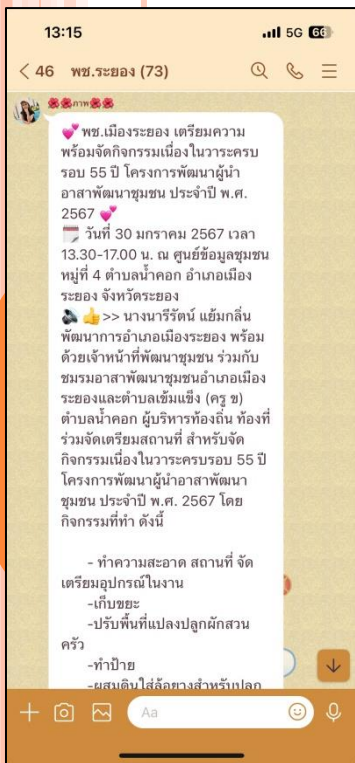 13:15
5G 66
46 พช.ระยอง (73)
🌺🌺ภาพ🌺🌺
💕 พช.เมืองระยอง เตรียมความ
พร้อมจัดกิจกรรมเนื่องในวาระครบ
รอบ 55 ปี โครงการพัฒนาผู้นำ
อาสาพัฒนาชุมชน ประจำปี พ.ศ.
2567 💕
🗓️ วันที่ 30 มกราคม 2567 เวลา
13.30-17.00 น. ณ ศูนย์ข้อมูลชุมชน
หมู่ที่ 4 ตำบลน้ำคอก อำเภอเมือง
ระยอง จังหวัดระยอง
🔊 👍>> นางนารีรัตน์ แย้มกลิ่น
พัฒนาการอำเภอเมืองระยอง พร้อม
ด้วยเจ้าหน้าที่พัฒนาชุมชน ร่วมกับ
ชมรมอาสาพัฒนาชุมชนอำเภอเมือง
ระยองและตำบลเข้มแข็ง (ครู ข)
ตำบลน้ำคอก ผู้บริหารท้องถิ่น ท้องที่
ร่วมจัดเตรียมสถานที่ สำหรับจัด
กิจกรรมเนื่องในวาระครบรอบ 55 ปี
โครงการพัฒนาผู้นำอาสาพัฒนา
ชุมชน ประจำปี พ.ศ. 2567 โดย
กิจกรรมที่ทำ ดังนี้
- ทำความสะอาด สถานที่ จัด
เตรียมอุปกรณ์ในงาน
-เก็บขยะ
-ปรับพื้นที่แปลงปลูกผักสวน
ครัว
-ทำป้าย
-ผสมดินใส่ล้อยางสำหรับปลูก
Aa